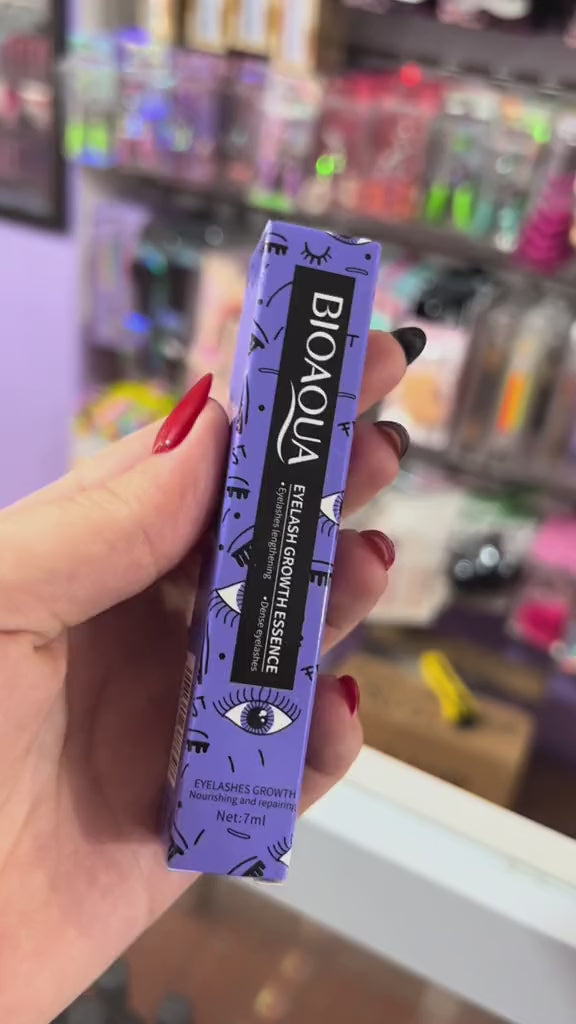 BIOAQUA
EYELASH GROWTH ESSENCE
•Eyelashes lengthening •Dense eyelashes
EYELASHES GROWTH
Nourishing and repairing
Net:7ml